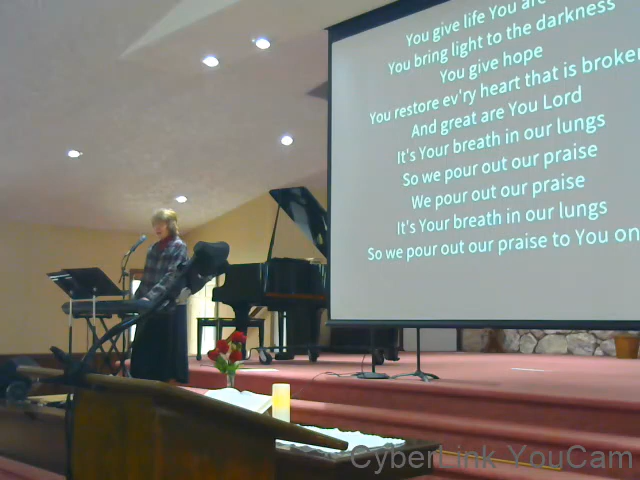 You give life You are
You bring light to the darkness
You give hope
You restore ev'ry heart that is broken
And great are You Lord
It's Your breath in our lungs
So we pour out our praise
We pour out our praise
It's Your breath in our lungs
So we pour out our praise to You on
CyberLink YouCam